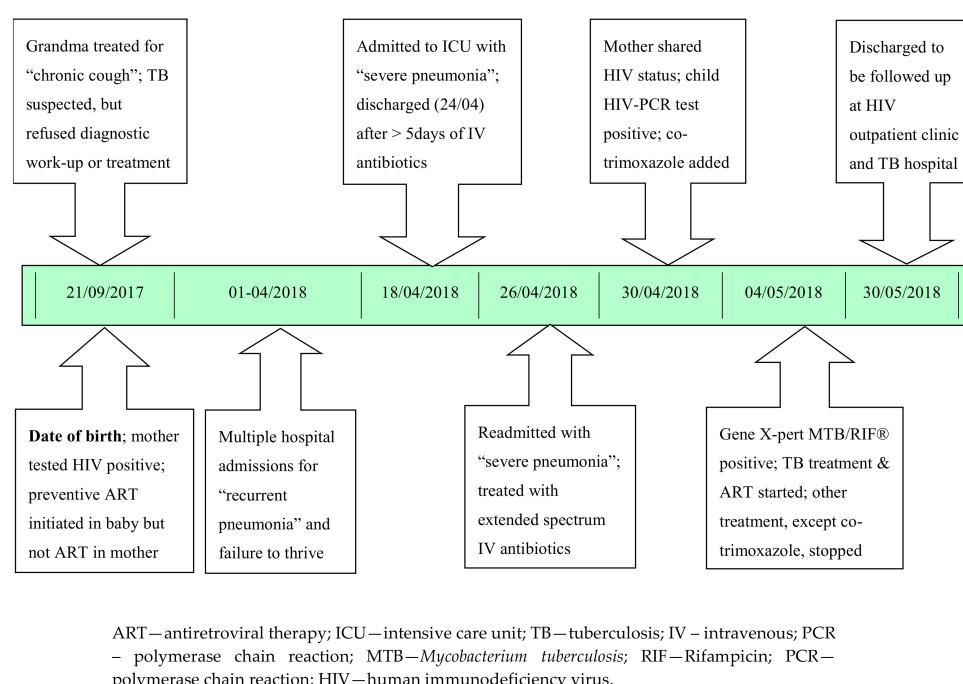 Grandma treated for
“chronic cough”; TB
suspected, but
refused diagnostic
work-up or treatment
Admitted to ICU with
“severe pneumonia”;
discharged (24/04)
after > 5days of IV
antibiotics
Mother shared
HIV status; child
HIV-PCR test
positive; co-
trimoxazole added
Discharged to
be followed up
at HIV
outpatient clinic
and TB hospital
21/09/2017
01-04/2018
18/04/2018
26/04/2018
30/04/2018
04/05/2018
30/05/2018
Date of birth; mother
tested HIV positive;
preventive ART
initiated in baby but
not ART in mother
Multiple hospital
admissions for
“recurrent
pneumonia” and
failure to thrive
Readmitted with
“severe pneumonia”;
treated with
extended spectrum
IV antibiotics
Gene X-pert MTB/RIF®
positive; TB treatment &
ART started; other
treatment, except co-
trimoxazole, stopped
ART—antiretroviral therapy; ICU—intensive care unit; TB—tuberculosis; IV – intravenous; PCR
– polymerase chain reaction; MTB—Mycobacterium tuberculosis; RIF—Rifampicin; PCR—
polymerase chain reaction; HIV—human immunodeficiency virus.